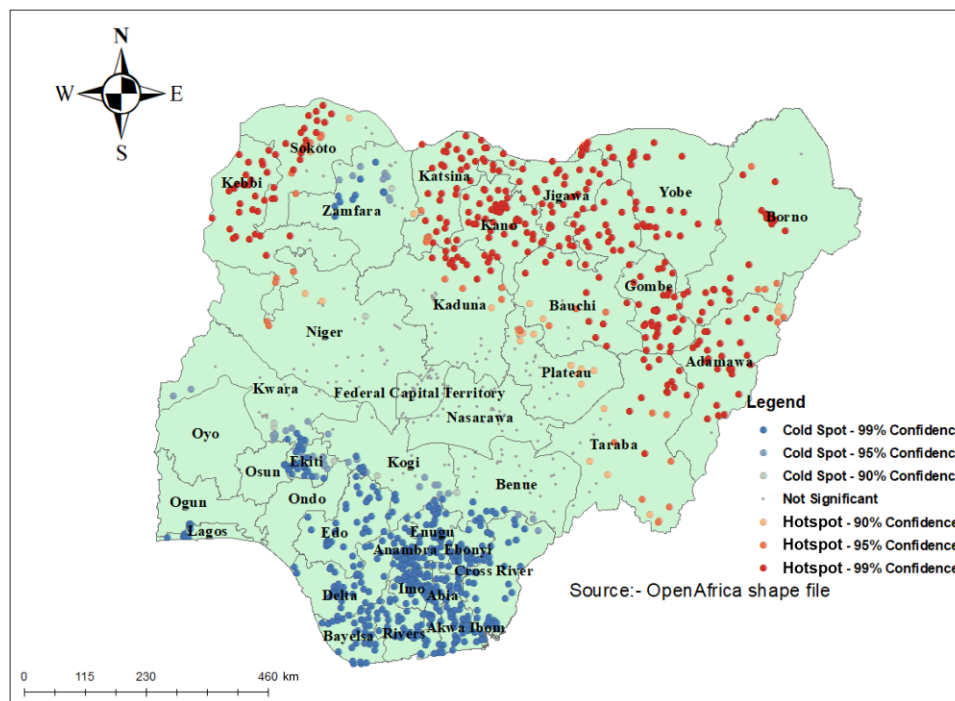 N
W E
S
Sokoto
Kebbi
Zamfara
Katsina
Kano
Jigawa
Yobe
Borno
Kaduna
Bauchi
Gombe
Niger
Adamawa
Plateau
Kwara
Federal Capital Territory
Nasarawa
Oyo
Taraba
Osun
Ekiti
Kogi
Benue
Ogun
Ondo
Lagos
Edo
Enugu
Anambra
Ebonyi
Cross River
Delta
Imo
Abia
Bayelsa
Rivers
Akwa Ibom
Legend
Cold Spot - 99% Confidence
Cold Spot - 95% Confidence
Cold Spot - 90% Confidence
Not Significant
Hotspot - 90% Confidence
Hotspot - 95% Confidence
Hotspot - 99% Confidence
Source:- OpenAfrica shape file
0 115 230 460 km